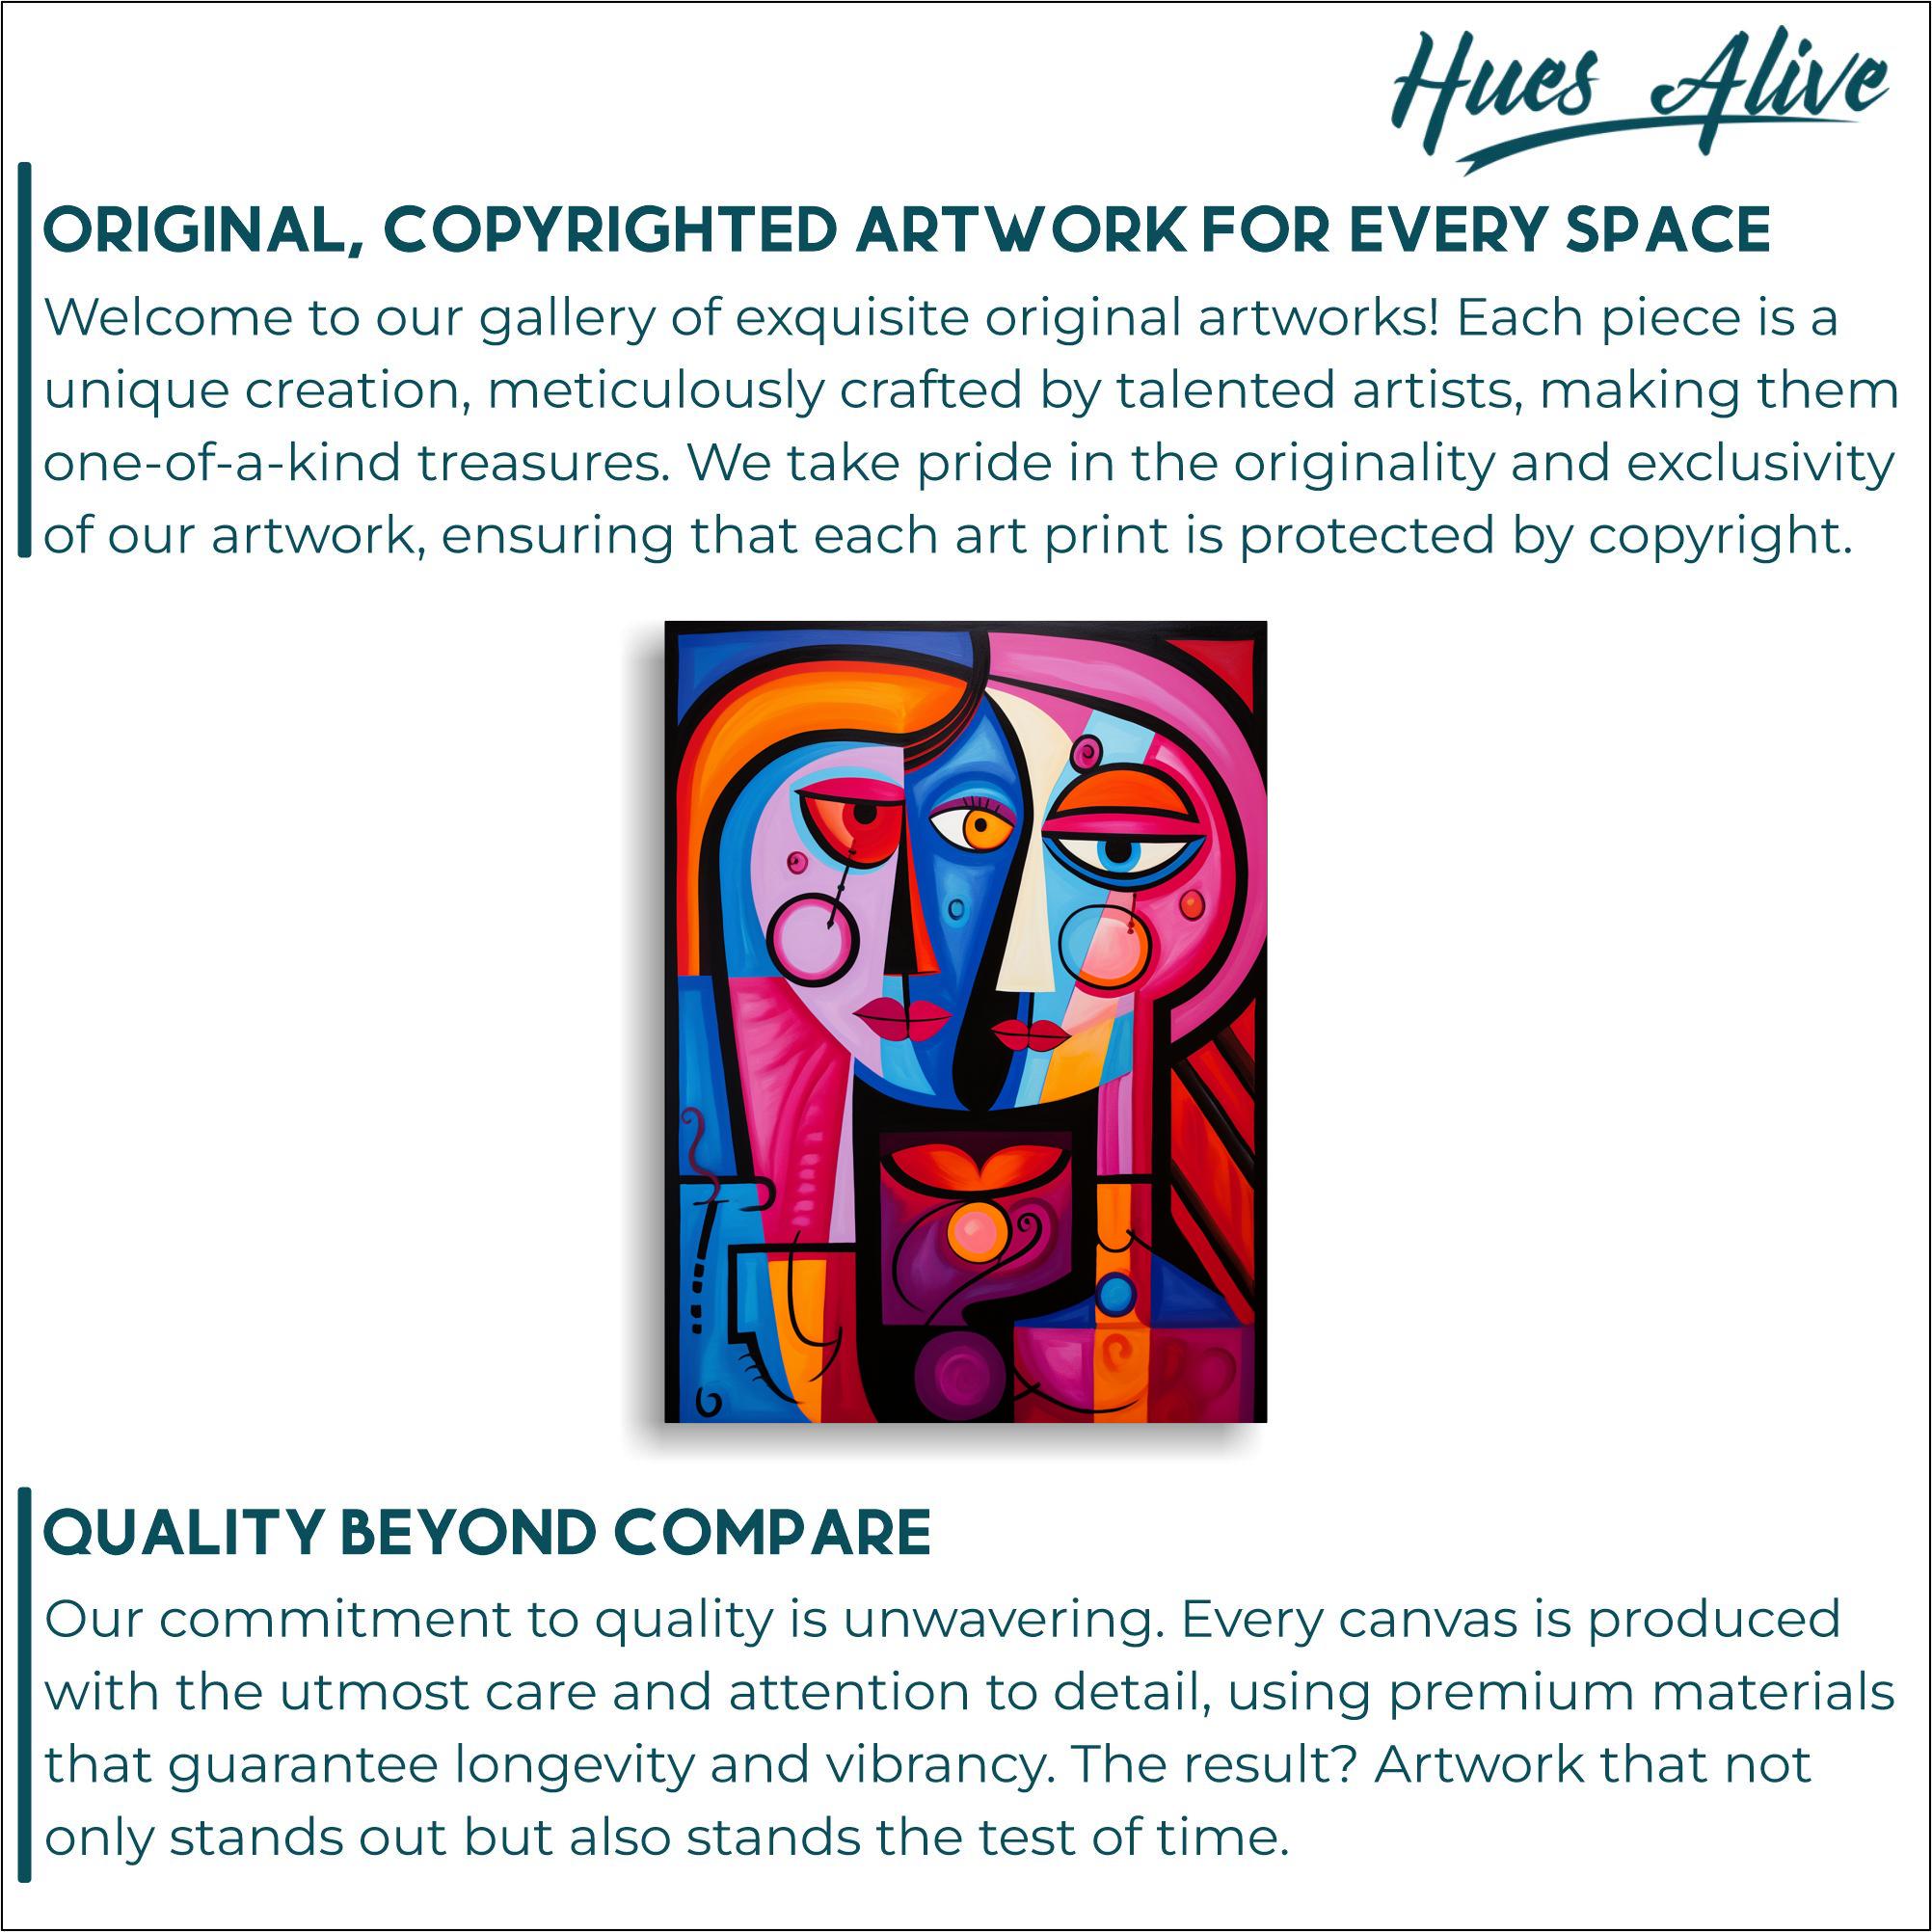 Hues Alive
ORIGINAL, COPYRIGHTED ARTWORK FOR EVERY SPACE
Welcome to our gallery of exquisite original artworks! Each piece is a
unique creation, meticulously crafted by talented artists, making them
one-of-a-kind treasures. We take pride in the originality and exclusivity
of our artwork, ensuring that each art print is protected by copyright.
QUALITY BEYOND COMPARE
Our commitment to quality is unwavering. Every canvas is produced
with the utmost care and attention to detail, using premium materials
that guarantee longevity and vibrancy. The result? Artwork that not
only stands out but also stands the test of time.